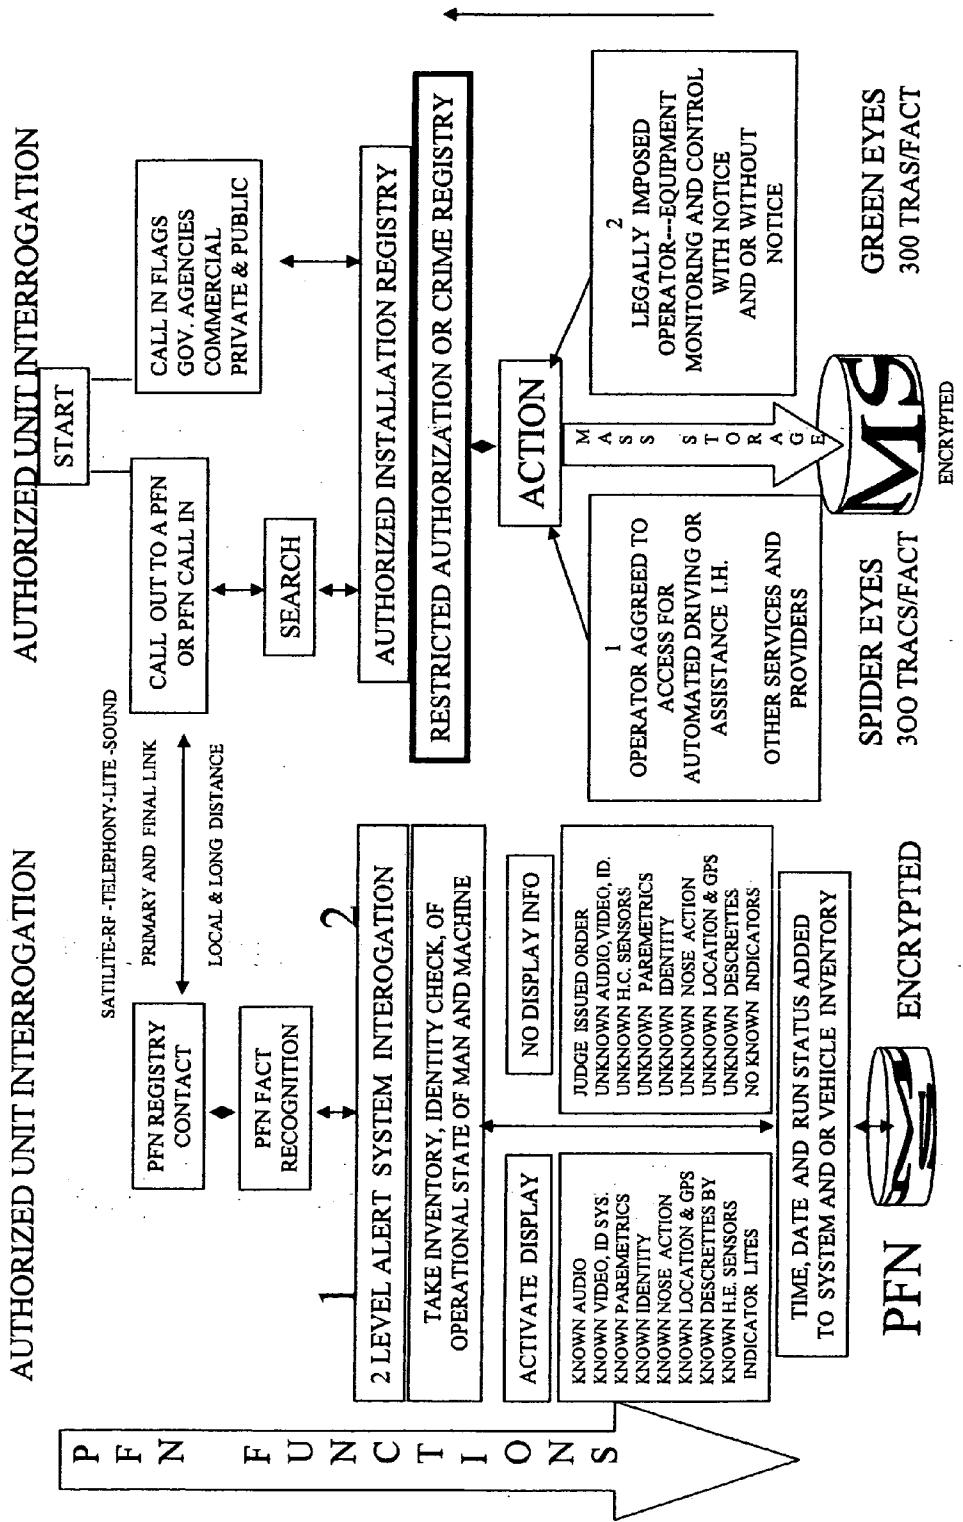 AUTHORIZED UNIT INTERROGATION
AUTHORIZED UNIT INTERROGATION
SATILITE-RF-TELEPHONY-LITE-SOUND
PRIMARY AND FINAL LINK
LOCAL & LONG DISTANCE
PFN FUNCTIONS
PFN REGISTRY
CONTACT
PFN FACT
RECOGNITION
1
2
2 LEVEL ALERT SYSTEM INTEROGATION
TAKE INVENTORY, IDENTITY CHECK, OF
OPERATIONAL STATE OF MAN AND MACHINE
ACTIVATE DISPLAY
KNOWN AUDIO
KNOWN VIDEO, ID SYS.
KNOWN PAREMETRICS
KNOWN IDENTITY
KNOWN NOSE ACTION
KNOWN LOCATION & GPS
KNOWN DESCRETTES BY
KNOWN H.E. SENSORS
INDICATOR LITES
NO DISPLAY INFO
JUDGE ISSUED ORDER
UNKNOWN AUDIO, VIDEO, ID.
UNKNOWN H.C. SENSORS
UNKNOWN PAREMETRICS
UNKNOWN IDENTITY
UNKNOWN NOSE ACTION
UNKNOWN LOCATION & GPS
UNKNOWN DESCRETTES
NO KNOWN INDICATORS
TIME, DATE AND RUN STATUS ADDED
TO SYSTEM AND OR VEHICLE INVENTORY
PFN
ENCRYPTED
START
CALL OUT TO A PFN
OR PFN CALL IN
CALL IN FLAGS
GOV. AGENCIES
COMMERCIAL
PRIVATE & PUBLIC
SEARCH
AUTHORIZED INSTALLATION REGISTRY
RESTRICTED AUTHORIZATION OR CRIME REGISTRY
ACTION
1
OPERATOR AGGREED TO
ACCESS FOR
AUTOMATED DRIVING OR
ASSISTANCE I.H.
OTHER SERVICES AND
PROVIDERS
MASS STORAGE
2
LEGALLY IMPOSED
OPERATOR---EQUIPMENT
MONITORING AND CONTROL
WITH NOTICE
AND OR WITHOUT
NOTICE
SPIDER EYES
3OO TRACS/FACT
MS
ENCRYPTED
GREEN EYES
300 TRAS/FACT